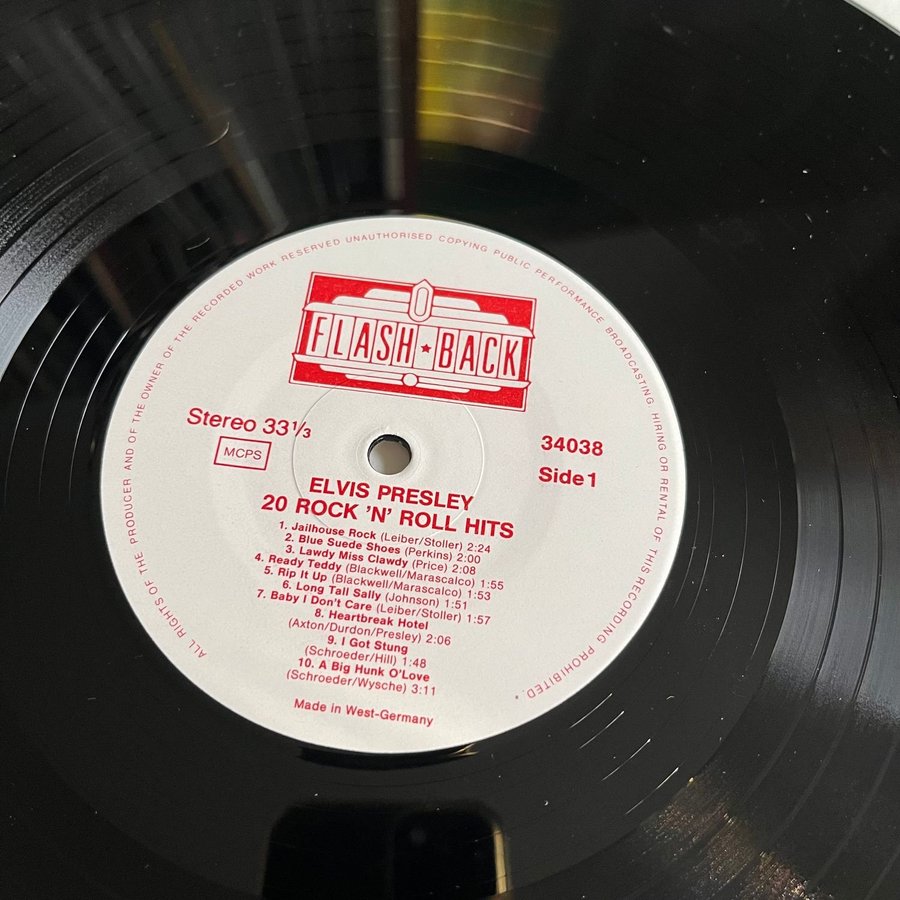 ALL RIGHTS OF THE PRODUCER AND OF THE OWNER OF THE RECORDED WORK RESERVED UNAUTHORISED COPYING PUBLIC PERFORMANCE BROADCASTING HIRING OR RENTAL OF THIS RECORDING PROHIBITED.
FLASH★BACK
Stereo 33⅓
MCPS
34038
Side 1
ELVIS PRESLEY
20 ROCK 'N' ROLL HITS
1. Jailhouse Rock (Leiber/Stoller) 2:24
2. Blue Suede Shoes (Perkins) 2:00
3. Lawdy Miss Clawdy (Price) 2:08
4. Ready Teddy (Blackwell/Marascalco) 1:55
5. Rip It Up (Blackwell/Marascalco) 1:53
6. Long Tall Sally (Johnson) 1:51
7. Baby I Don't Care (Leiber/Stoller) 1:57
8. Heartbreak Hotel
(Axton/Durdon/Presley) 2:06
9. I Got Stung
(Schroeder/Hill) 1:48
10. A Big Hunk O'Love
(Schroeder/Wysche) 3:11
Made in West-Germany